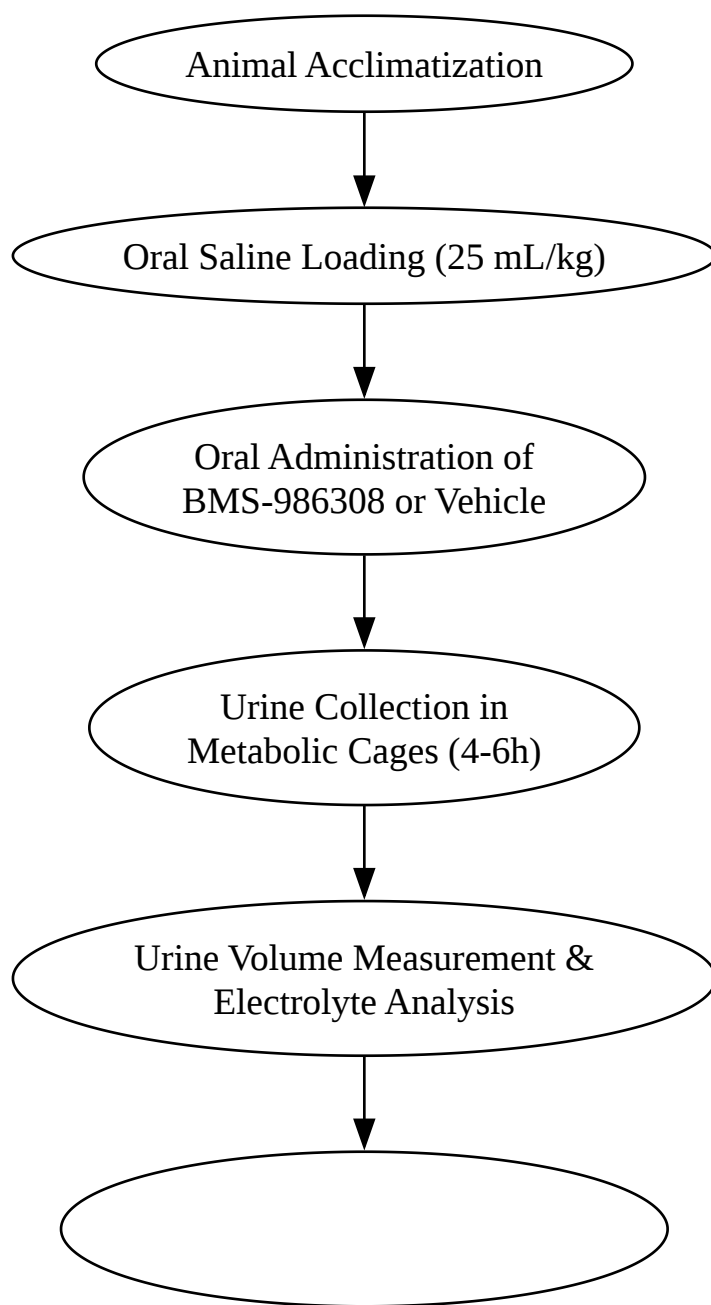 Animal Acclimatization
Oral Saline Loading (25 mL/kg)
Oral Administration of
BMS-986308 or Vehicle
Urine Collection in
Metabolic Cages (4-6h)
Urine Volume Measurement &
Electrolyte Analysis